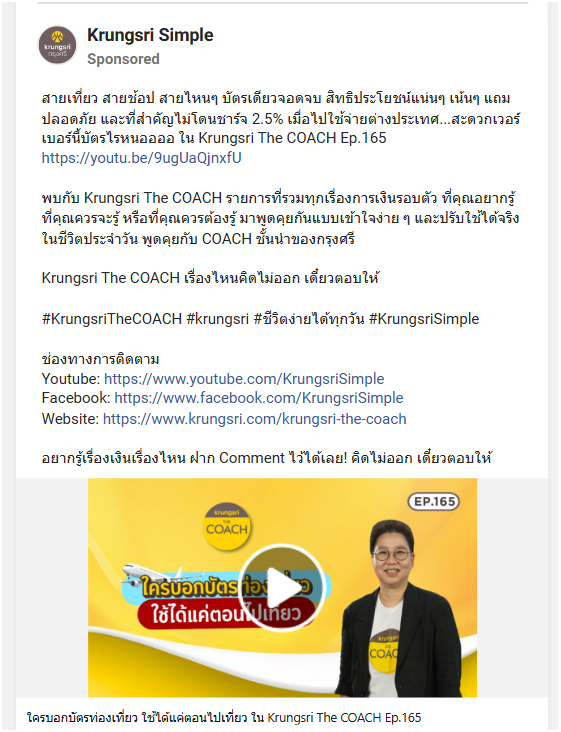 krungsri
กรุงศรี
Krungsri Simple
Sponsored
สายเที่ยว สายช้อป สายไหนๆ บัตรเดียวจอดจบ สิทธิประโยชน์แน่นๆ เน้นๆ แถม
ปลอดภัย และที่สำคัญไม่โดนชาร์จ 2.5% เมื่อไปใช้จ่ายต่างประเทศ...สะดวกเวอร์
เบอร์นี้บัตรไรหนออออ ใน Krungsri The COACH Ep.165
https://youtu.be/9ugUaQjnxfU
พบกับ Krungsri The COACH รายการที่รวมทุกเรื่องการเงินรอบตัว ที่คุณอยากรู้
ที่คุณควรจะรู้ หรือที่คุณควรต้องรู้ มาพูดคุยกันแบบเข้าใจง่าย ๆ และปรับใช้ได้จริง
ในชีวิตประจำวัน พูดคุยกับ COACH ชั้นนำของกรุงศรี
Krungsri The COACH เรื่องไหนคิดไม่ออก เดี๋ยวตอบให้
#KrungsriTheCOACH #krungsri #ชีวิตง่ายได้ทุกวัน #KrungsriSimple
ช่องทางการติดตาม
Youtube: https://www.youtube.com/KrungsriSimple
Facebook: https://www.facebook.com/KrungsriSimple
Website: https://www.krungsri.com/krungsri-the-coach
อยากรู้เรื่องเงินเรื่องไหน ฝาก Comment ไว้ได้เลย! คิดไม่ออก เดี๋ยวตอบให้
EP.165
krungsri
THE
COACH
ใครบอกบัตรท่องเที่ยว
ใช้ได้แค่ตอนไปเที่ยว
krungsri
THE
COAC
ใครบอกบัตรท่องเที่ยว ใช้ได้แค่ตอนไปเที่ยว ใน Krungsri The COACH Ep.165